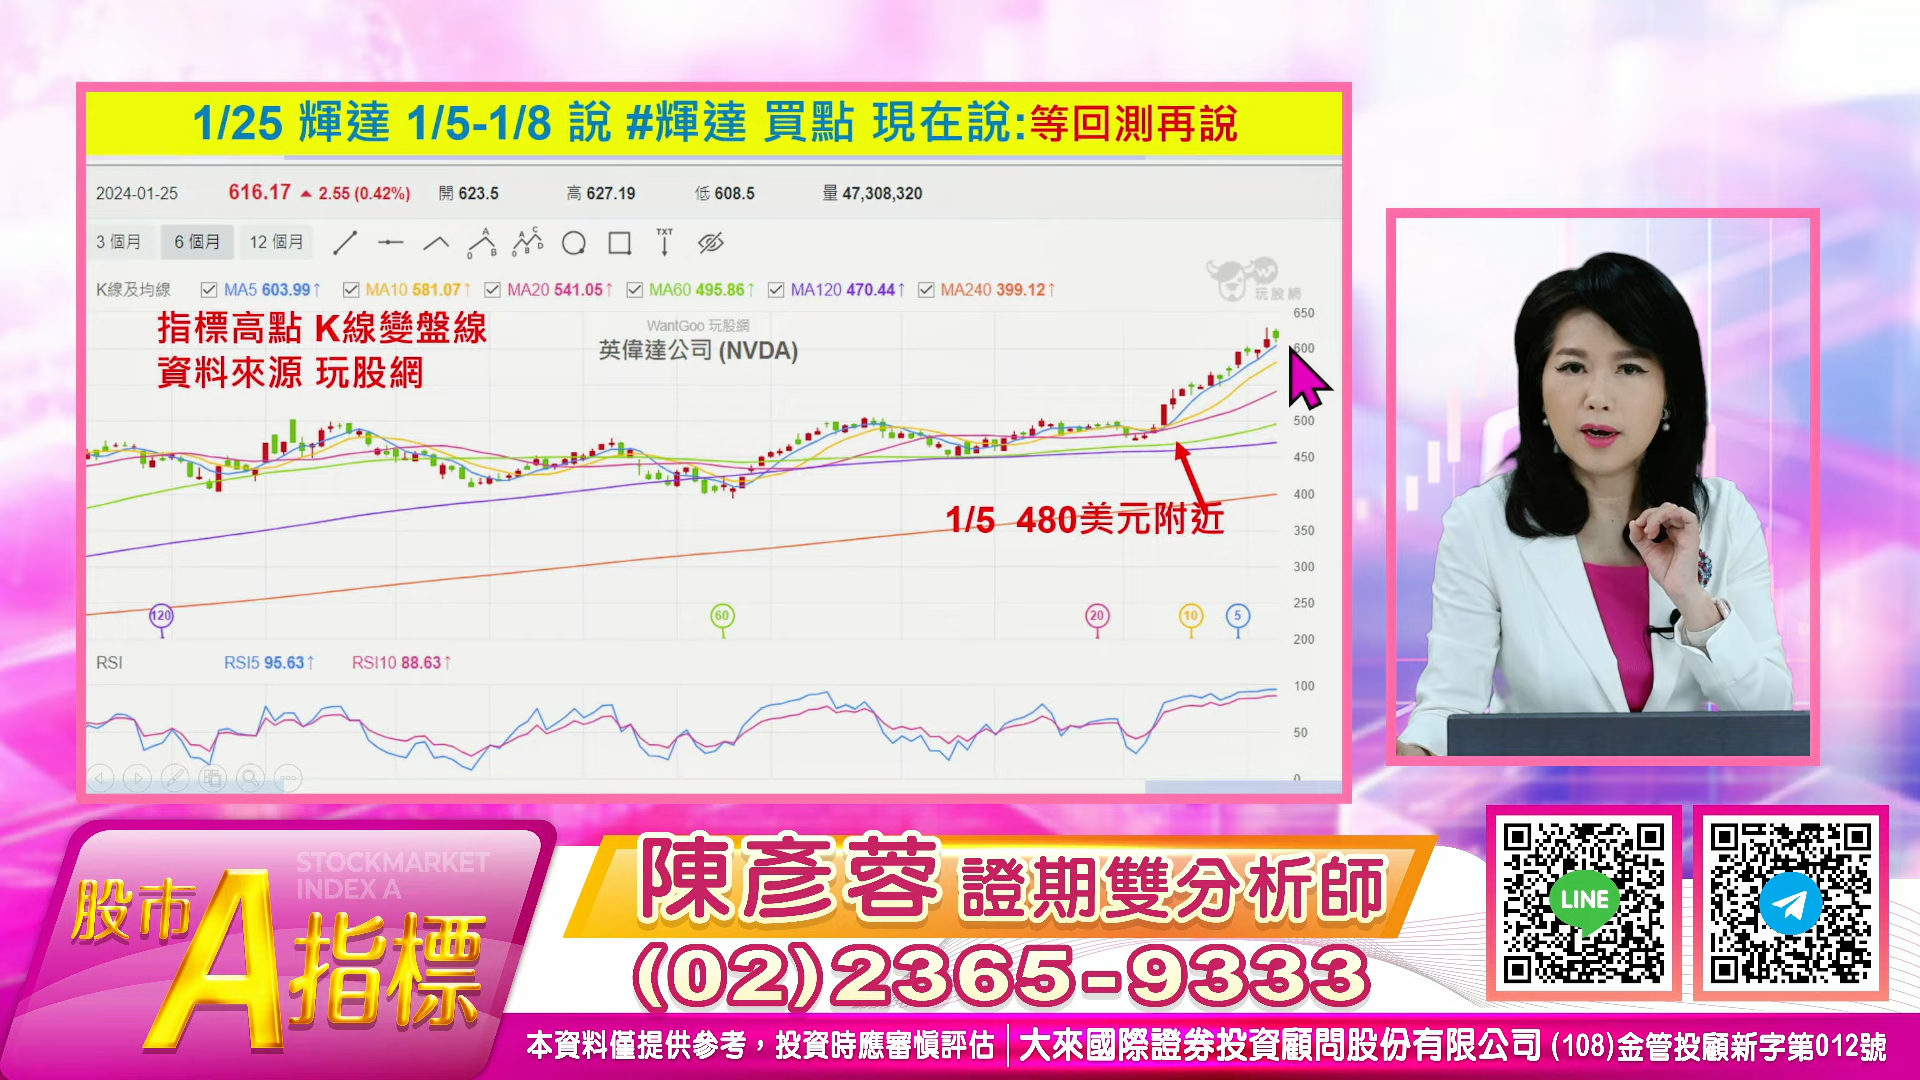 1/25 輝達 1/5-1/8 說 #輝達 買點 現在說:等回測再說
2024-01-25 616.17 ▲ 2.55 (0.42%) 開 623.5 高 627.19 低 608.5 量 47,308,320
3 個月 6 個月 12 個月 A O B A C O B D TXT
K線及均線 MA5 603.99↑ MA10 581.07↑ MA20 541.05↑ MA60 495.86↑ MA120 470.44↑ MA240 399.12↑
玩股網
指標高點 K線變盤線
資料來源 玩股網
WantGoo 玩股網
英偉達公司 (NVDA)
650
600
500
450
400
350
300
250
200
1/5 480美元附近
120 60 20 10 5
RSI RSI5 95.63↑ RSI10 88.63↑
100
50
0
STOCKMARKET
INDEX A
股市A指標
陳彥蓉 證期雙分析師
(02)2365-9333
LINE
本資料僅提供參考，投資時應審慎評估｜大來國際證券投資顧問股份有限公司 (108)金管投顧新字第012號